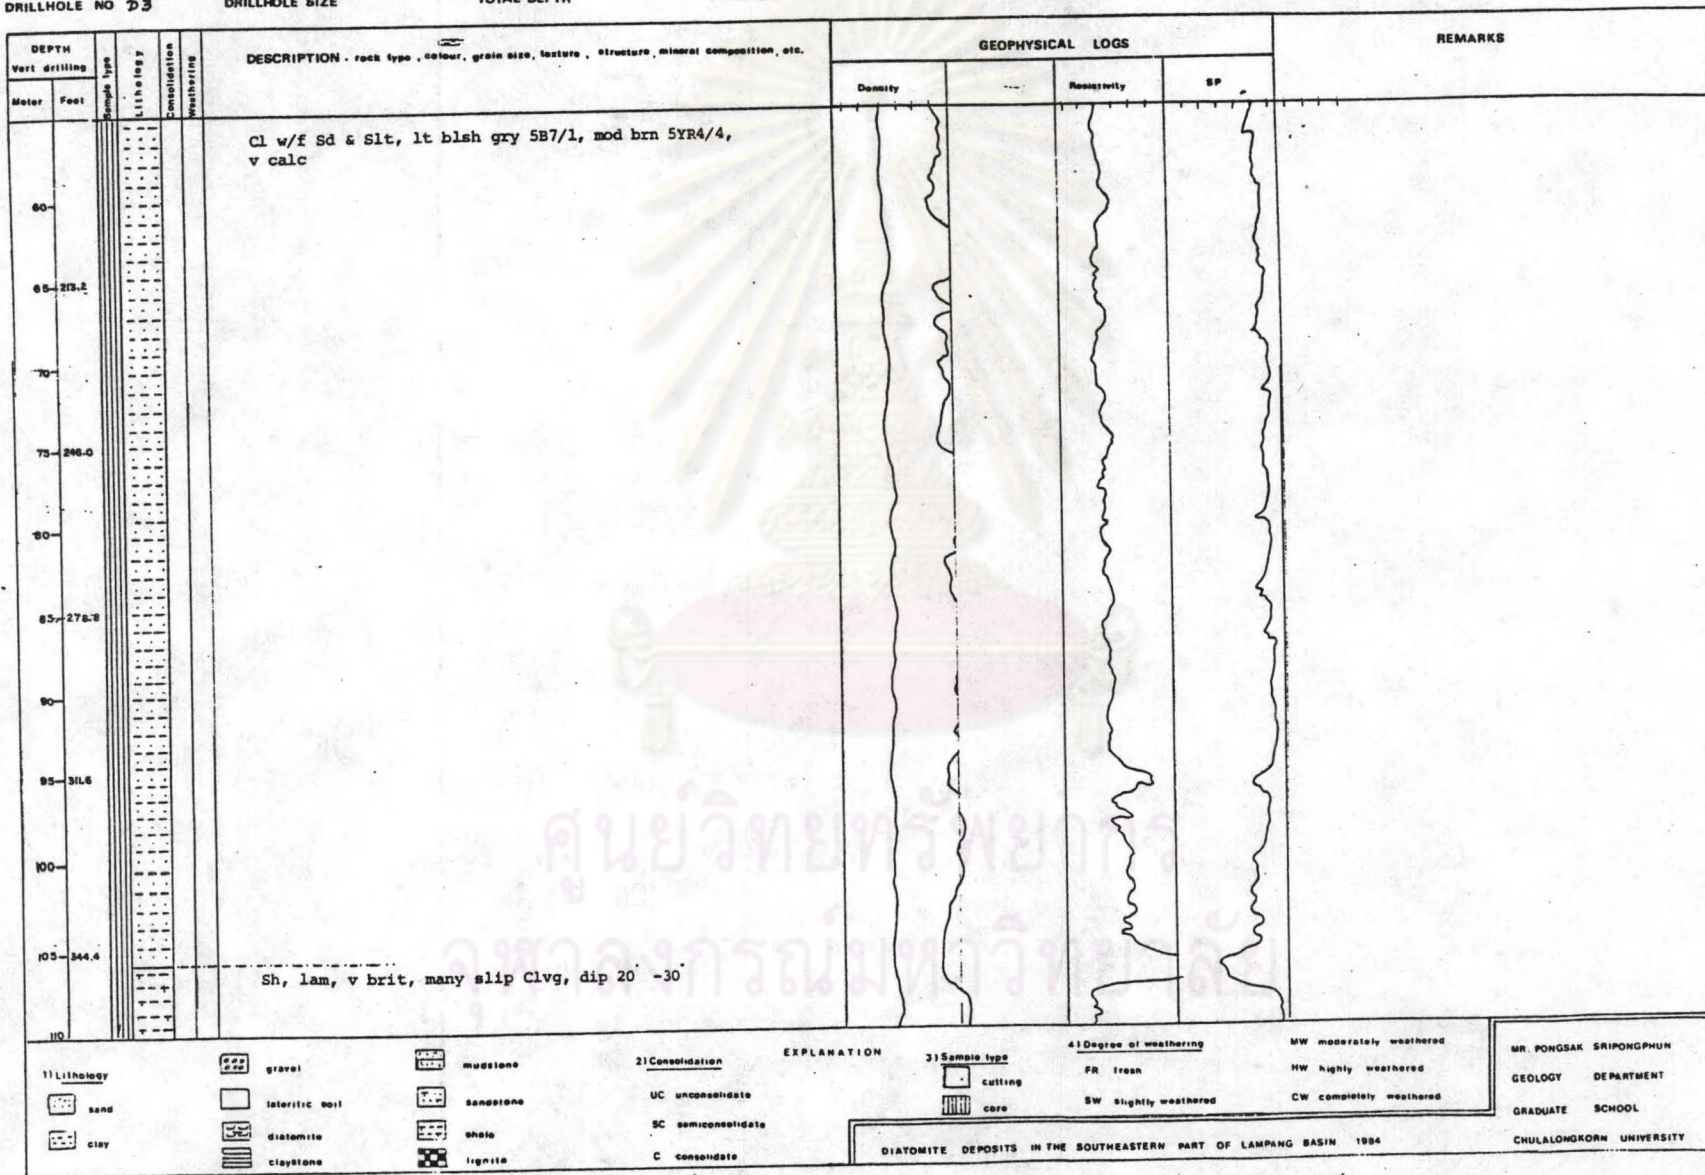 DRILLHOLE NO D3 DRILLHOLE SIZE TOTAL DEPTH
DEPTH
Vert drilling
Meter Feet
Sample type
Lithology
Consolidation
Weathering
DESCRIPTION . rock type , colour, grain size, texture , structure, mineral composition, etc.
GEOPHYSICAL LOGS
REMARKS
Density
Resistivity
SP
Cl w/f Sd & Slt, lt blsh gry 5B7/1, mod brn 5YR4/4,
v calc
60
65 213.2
70
75 246.0
80
85 278.8
90
95 311.6
100
105 344.4
110
Sh, lam, v brit, many slip Clvg, dip 20° -30°
ศูนย์วิทยทรัพยากร
จุฬาลงกรณ์มหาวิทยาลัย
EXPLANATION
1) Lithology
sand
clay
gravel
lateritic soil
diatomite
claystone
mudstone
sandstone
shale
lignite
2) Consolidation
UC unconsolidate
SC semiconsolidate
C consolidate
3) Sample type
cutting
core
4) Degree of weathering
FR fresh
SW slightly weathered
MW moderately weathered
HW highly weathered
CW completely weathered
DIATOMITE DEPOSITS IN THE SOUTHEASTERN PART OF LAMPANG BASIN 1984
MR. PONGSAK SRIPONGPHUN
GEOLOGY DEPARTMENT
GRADUATE SCHOOL
CHULALONGKORN UNIVERSITY